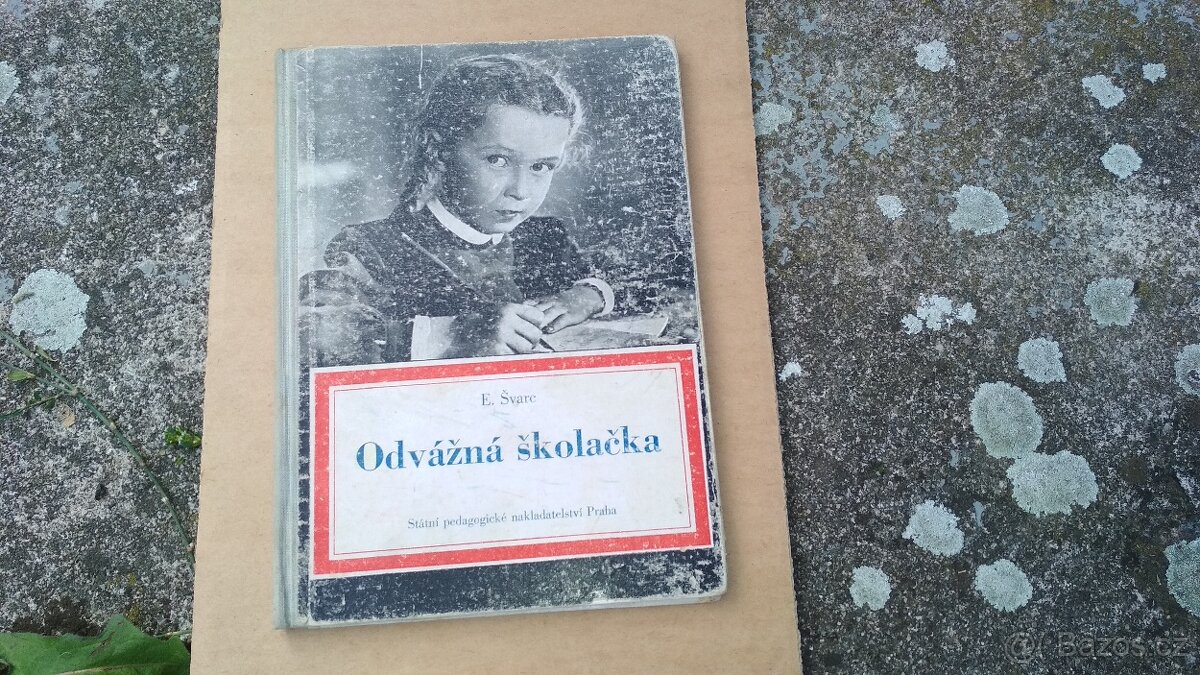 E. Švarc
Odvážná školačka
Státní pedagogické nakladatelství Praha
@ Bazos.cz